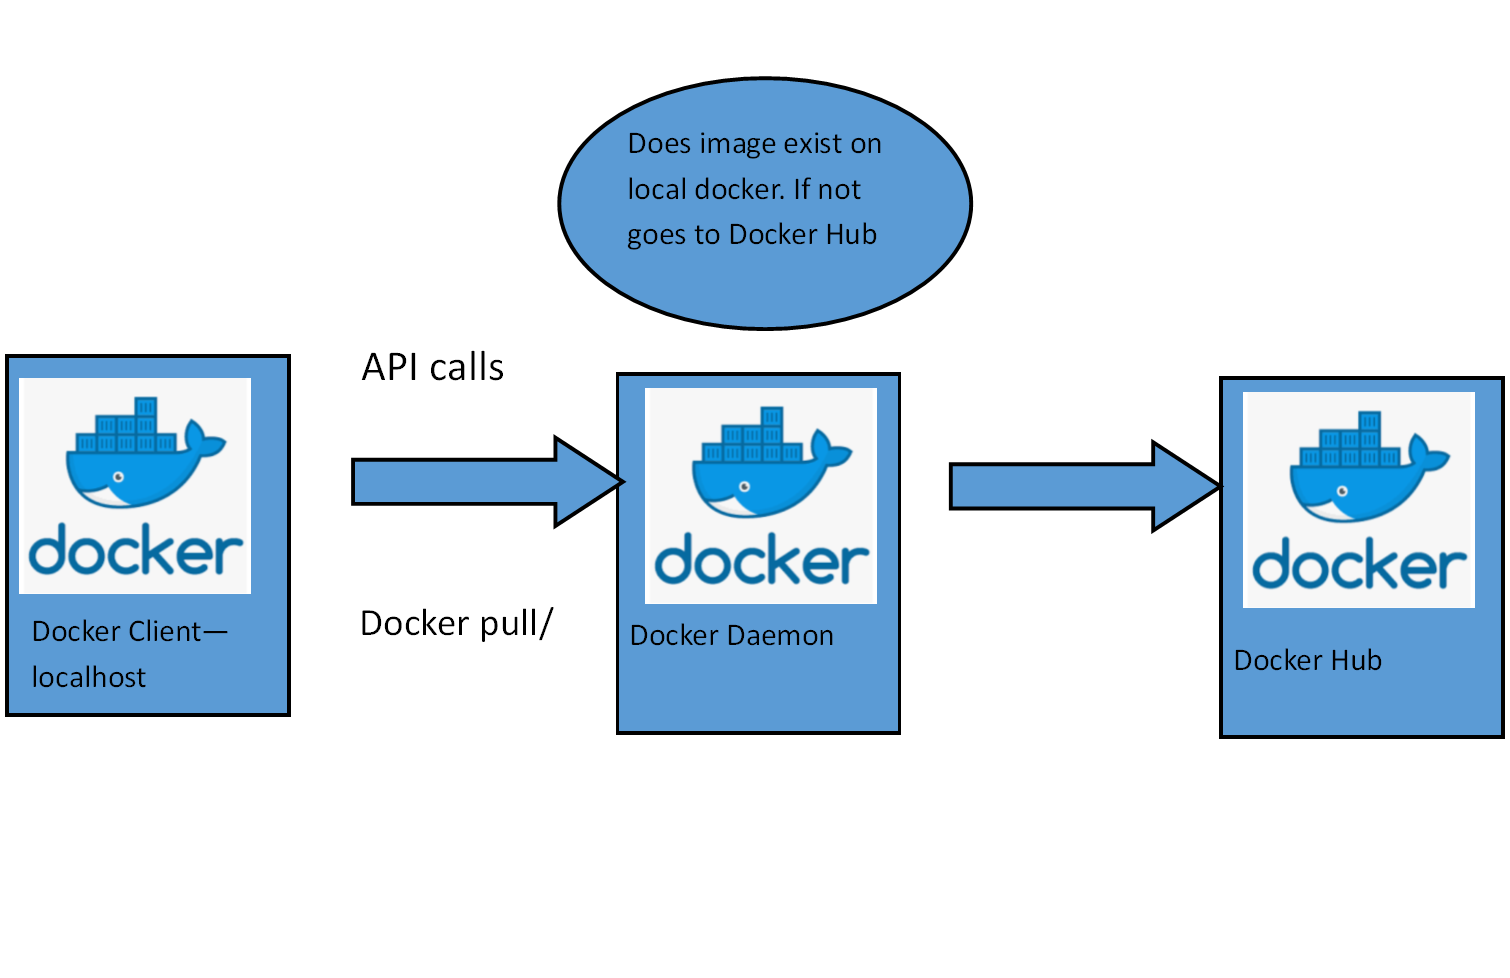 Does image exist on
local docker. If not
goes to Docker Hub
API calls
docker
Docker Client—
localhost
Docker pull/
docker
Docker Daemon
docker
Docker Hub